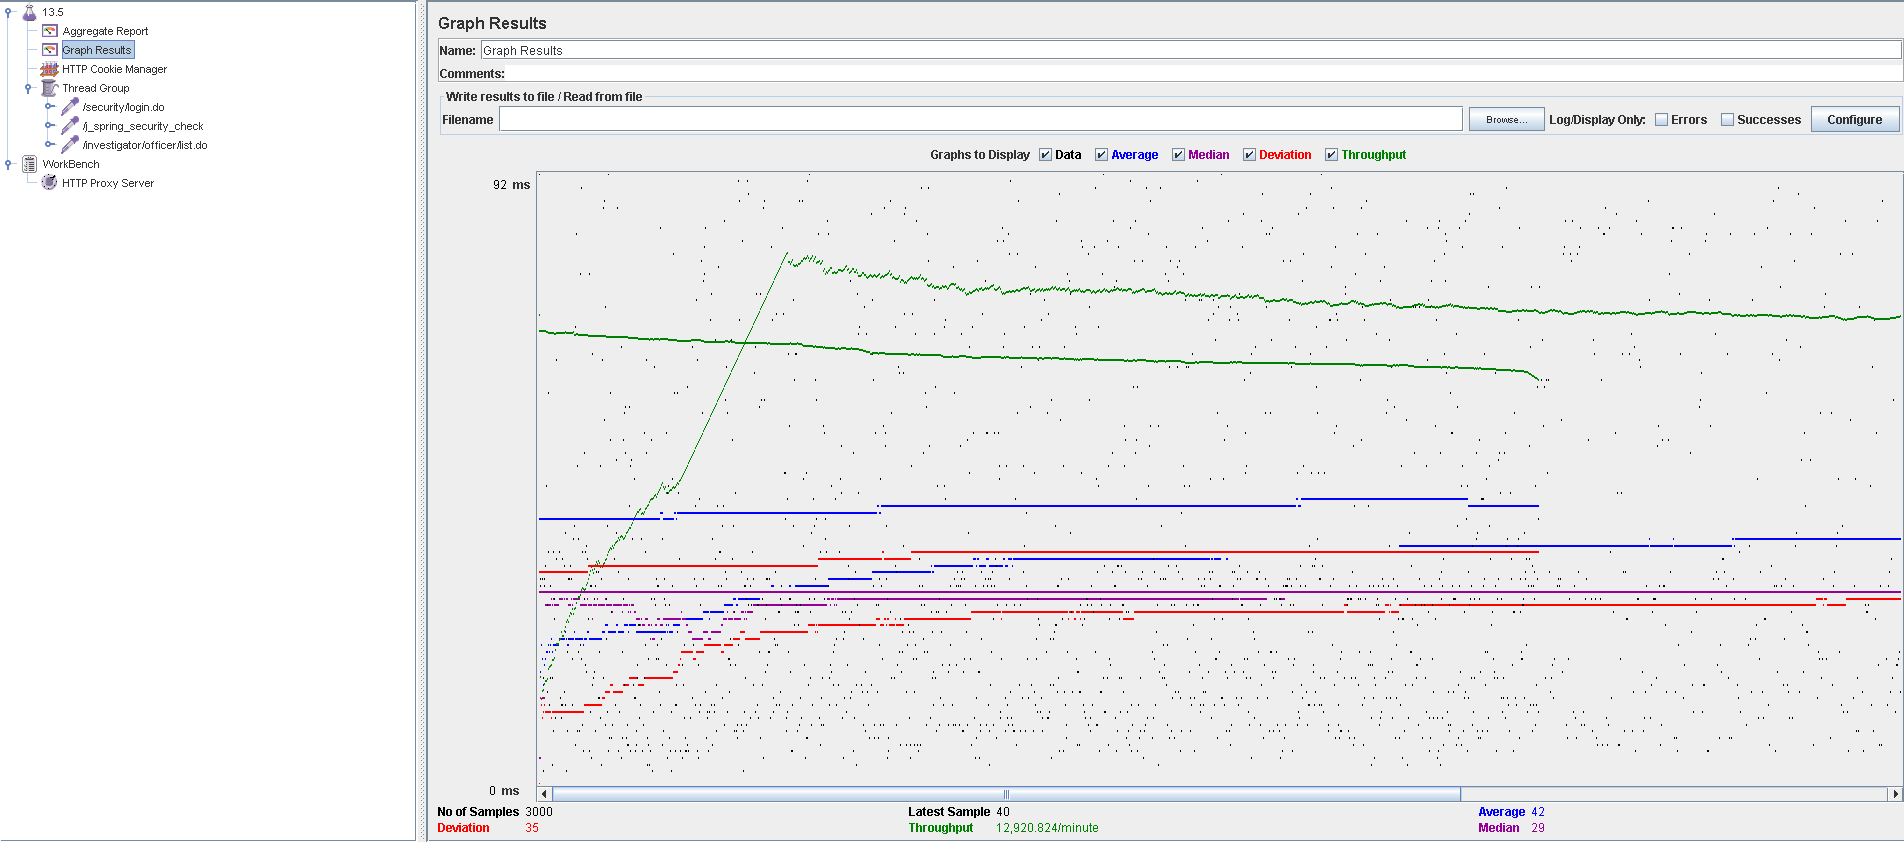 13.5
Aggregate Report
Graph Results
HTTP Cookie Manager
Thread Group
/security/login.do
/j_spring_security_check
/investigator/officer/list.do
WorkBench
HTTP Proxy Server
Graph Results
Name: Graph Results
Comments:
Write results to file / Read from file
Filename Browse... Log/Display Only: Errors Successes Configure
Graphs to Display Data Average Median Deviation Throughput
92 ms
0 ms
No of Samples 3000 Latest Sample 40 Average 42
Deviation 35 Throughput 12,920.824/minute Median 29